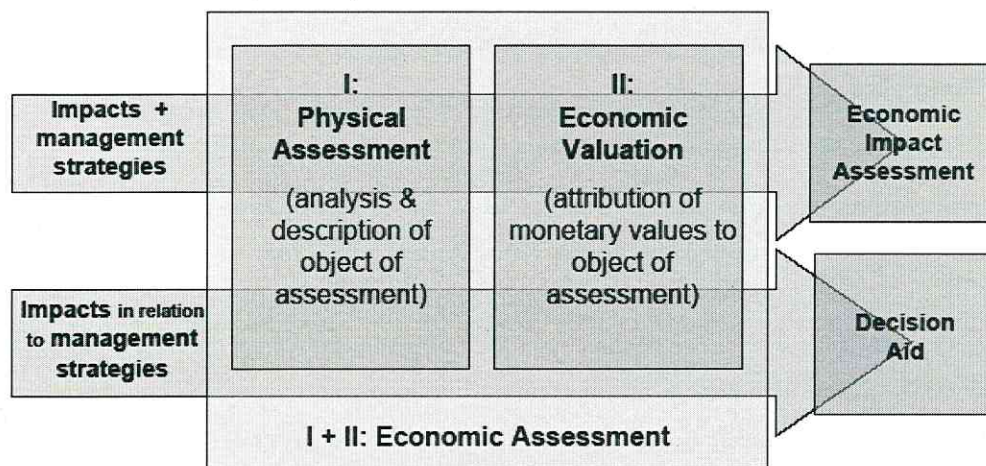 Impacts +
management
strategies
Impacts in relation
to management
strategies
I:
Physical
Assessment
(analysis &
description of
object of
assessment)
II:
Economic
Valuation
(attribution of
monetary values to
object of
assessment)
I + II: Economic Assessment
Economic
Impact
Assessment
Decision
Aid